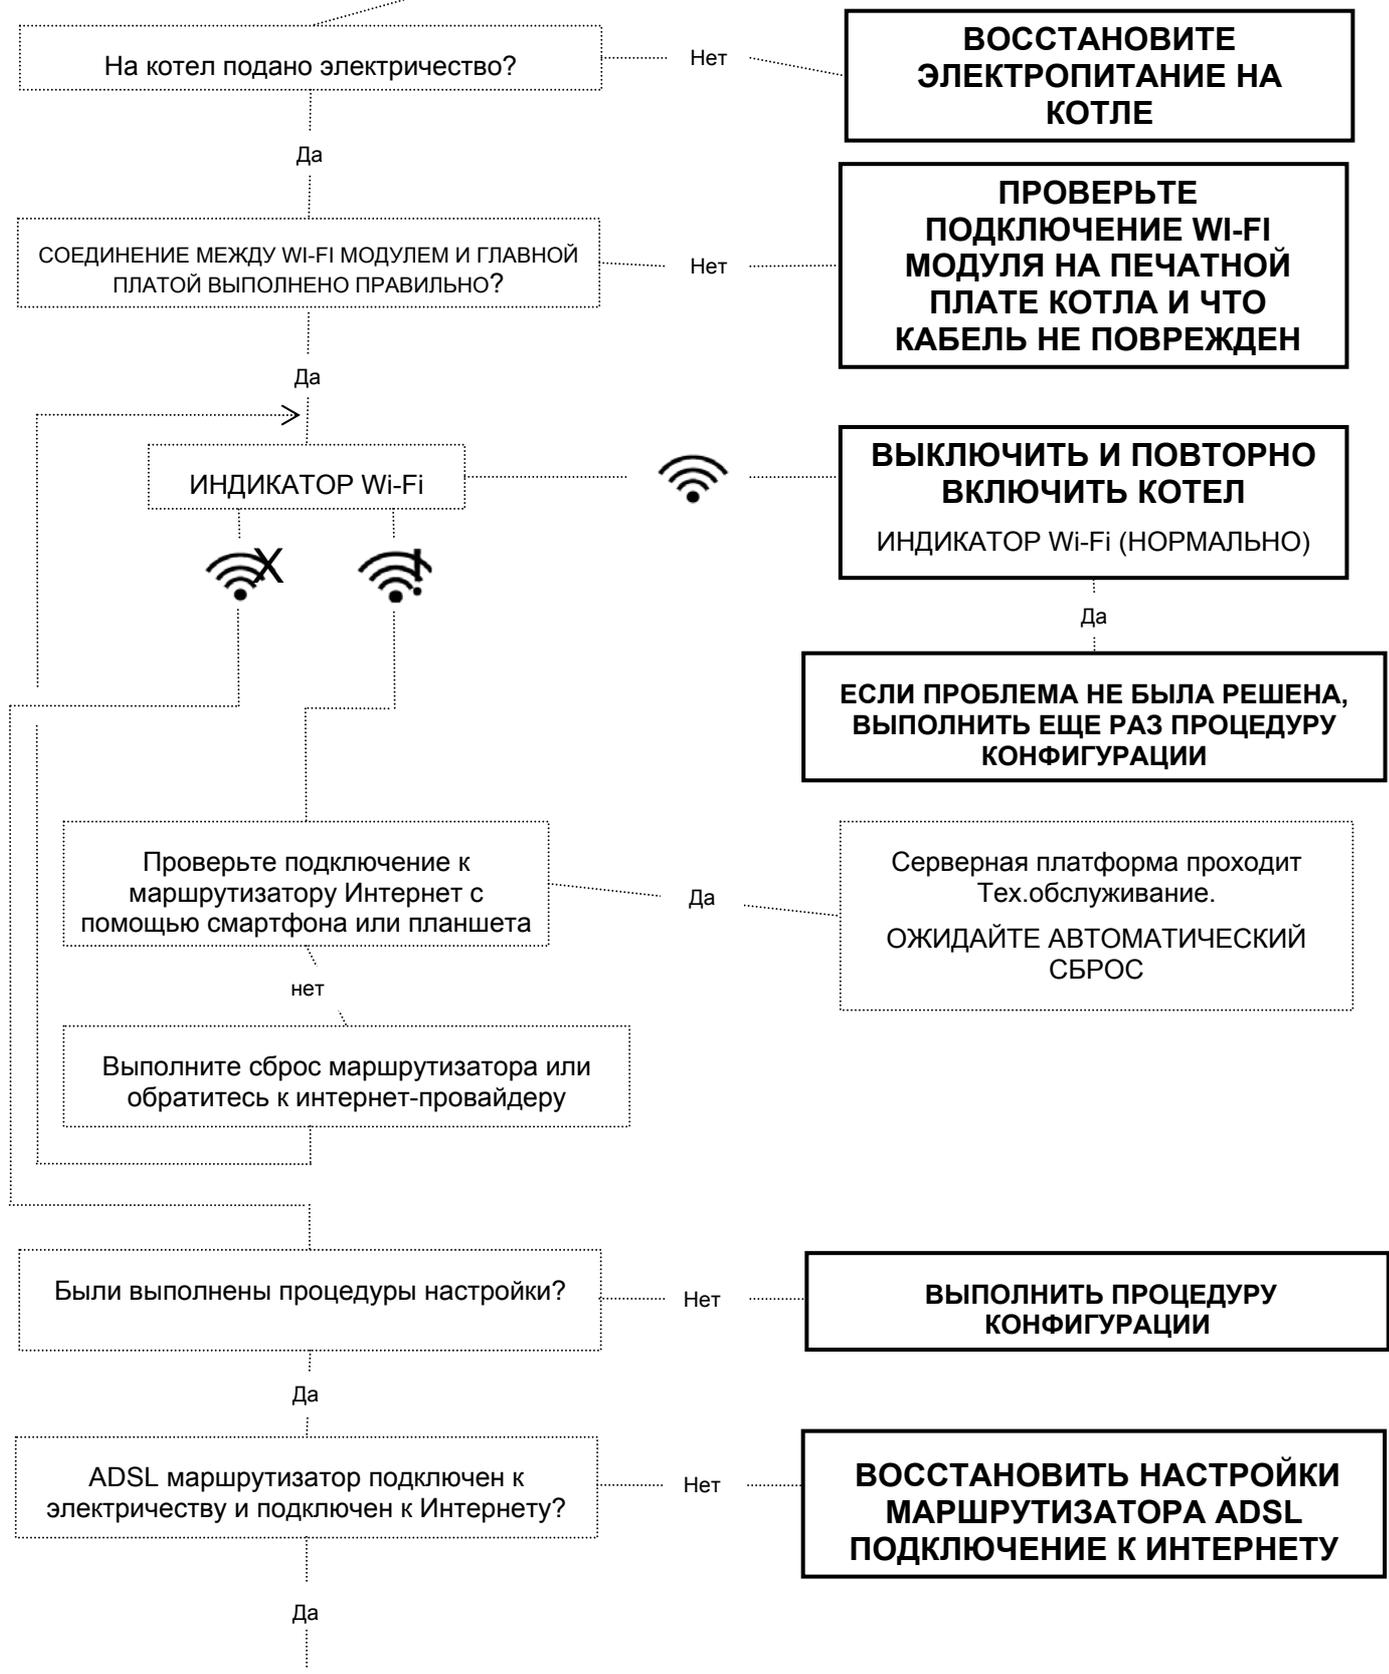 На котел подано электричество?
Нет
ВОССТАНОВИТЕ
ЭЛЕКТРОПИТАНИЕ НА
КОТЛЕ
Да
СОЕДИНЕНИЕ МЕЖДУ WI-FI МОДУЛЕМ И ГЛАВНОЙ
ПЛАТОЙ ВЫПОЛНЕНО ПРАВИЛЬНО?
Нет
ПРОВЕРЬТЕ
ПОДКЛЮЧЕНИЕ WI-FI
МОДУЛЯ НА ПЕЧАТНОЙ
ПЛАТЕ КОТЛА И ЧТО
КАБЕЛЬ НЕ ПОВРЕЖДЕН
Да
ИНДИКАТОР Wi-Fi
ВЫКЛЮЧИТЬ И ПОВТОРНО
ВКЛЮЧИТЬ КОТЕЛ
ИНДИКАТОР Wi-Fi (НОРМАЛЬНО)
X
!
Да
ЕСЛИ ПРОБЛЕМА НЕ БЫЛА РЕШЕНА,
ВЫПОЛНИТЬ ЕЩЕ РАЗ ПРОЦЕДУРУ
КОНФИГУРАЦИИ
Проверьте подключение к
маршрутизатору Интернет с
помощью смартфона или планшета
Да
Серверная платформа проходит
Тех.обслуживание.
ОЖИДАЙТЕ АВТОМАТИЧЕСКИЙ
СБРОС
нет
Выполните сброс маршрутизатора или
обратитесь к интернет-провайдеру
Были выполнены процедуры настройки?
Нет
ВЫПОЛНИТЬ ПРОЦЕДУРУ
КОНФИГУРАЦИИ
Да
ADSL маршрутизатор подключен к
электричеству и подключен к Интернету?
Нет
ВОССТАНОВИТЬ НАСТРОЙКИ
МАРШРУТИЗАТОРА ADSL
ПОДКЛЮЧЕНИЕ К ИНТЕРНЕТУ
Да